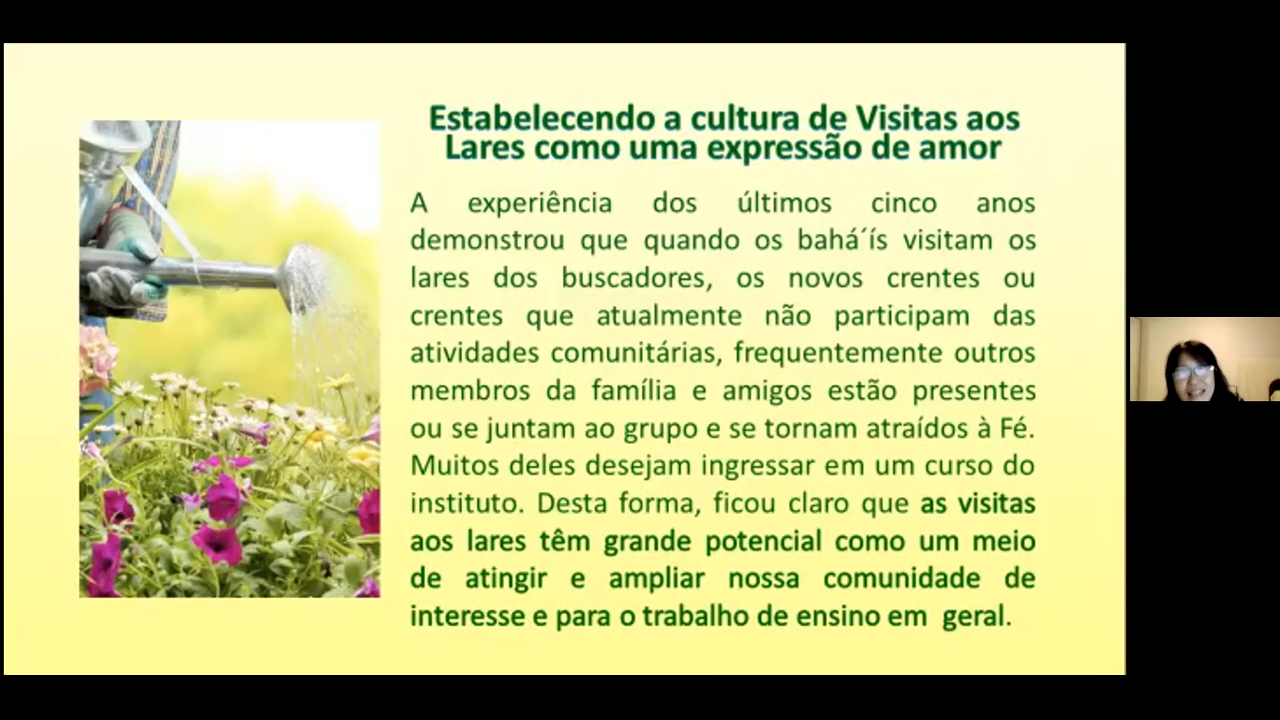 Estabelecendo a cultura de Visitas aos
Lares como uma expressão de amor
A experiência dos últimos cinco anos
demonstrou que quando os bahá´ís visitam os
lares dos buscadores, os novos crentes ou
crentes que atualmente não participam das
atividades comunitárias, frequentemente outros
membros da família e amigos estão presentes
ou se juntam ao grupo e se tornam atraídos à Fé.
Muitos deles desejam ingressar em um curso do
instituto. Desta forma, ficou claro que as visitas
aos lares têm grande potencial como um meio
de atingir e ampliar nossa comunidade de
interesse e para o trabalho de ensino em geral.